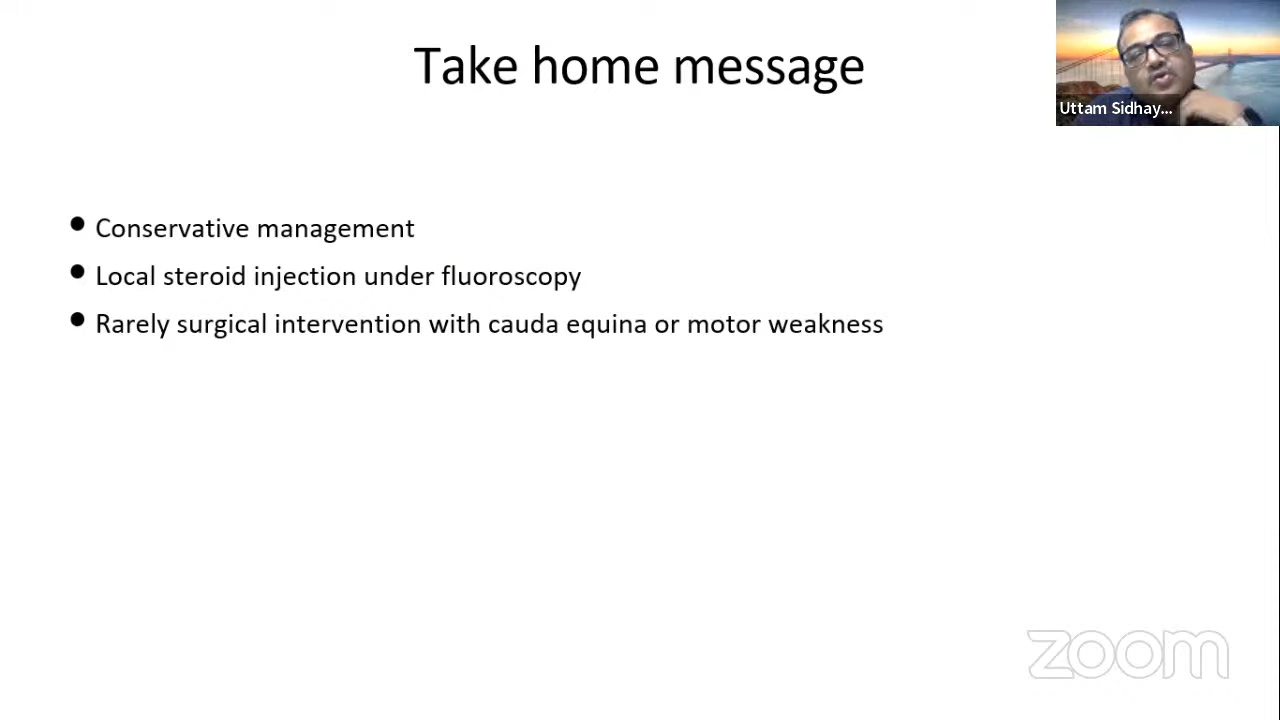 Take home message
Uttam Sidhay...
• Conservative management
• Local steroid injection under fluoroscopy
• Rarely surgical intervention with cauda equina or motor weakness
zoom